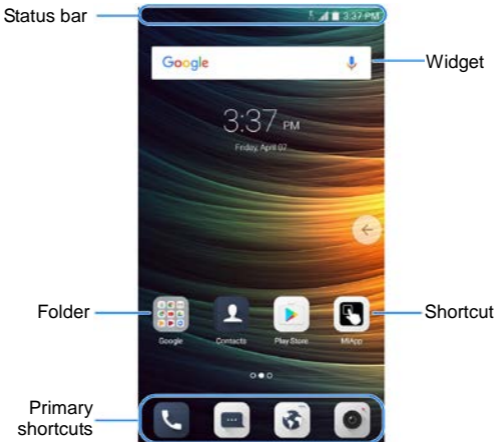 Status bar
3:37 PM
Google
Widget
3:37 PM
Friday, April 07
Folder
Shortcut
Google
Contacts
Play Store
MiApp
Primary
shortcuts